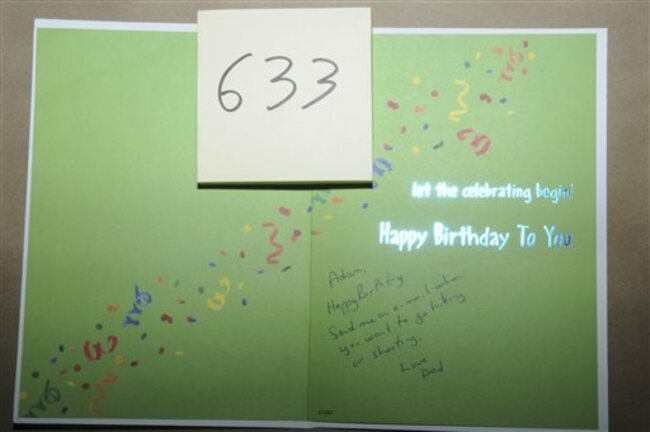 633
let the celebrating begin!
Happy Birthday To You
Adam,
Happy Birthday
Send me an e-mail when
you want to go hiking
or shooting.
Love
Dad